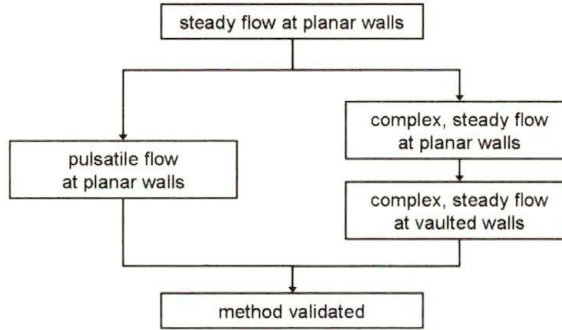 steady flow at planar walls
pulsatile flow
at planar walls
complex, steady flow
at planar walls
complex, steady flow
at vaulted walls
method validated